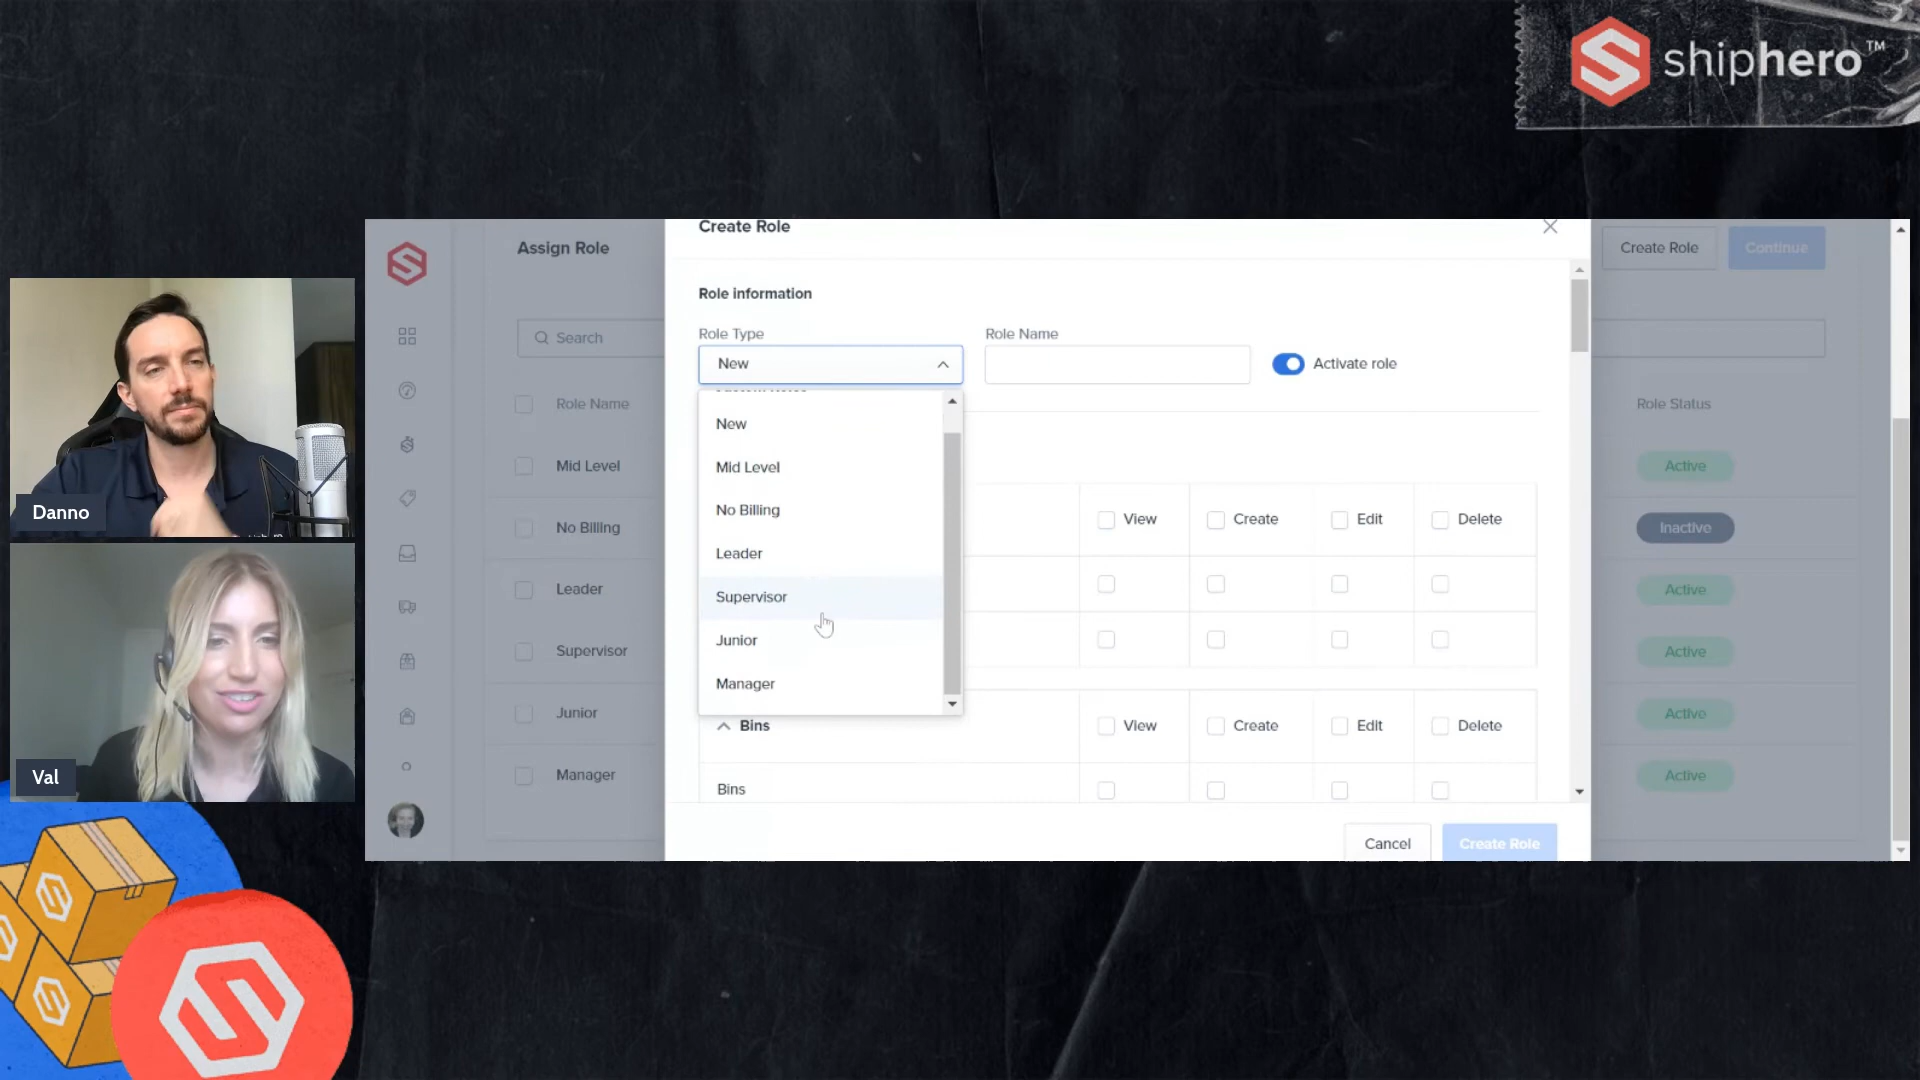 shiphero™
Create Role
Assign Role
Create Role
Continue
Role information
Search
Role Type
Role Name
New
Activate role
New
Role Name
Role Status
Mid Level
Mid Level
Active
No Billing
View
Create
Edit
Delete
No Billing
Inactive
Leader
Leader
Active
Supervisor
Supervisor
Active
Junior
Junior
Active
Manager
Bins
View
Create
Edit
Delete
Manager
Active
Bins
Cancel
Create Role
Danno
Val